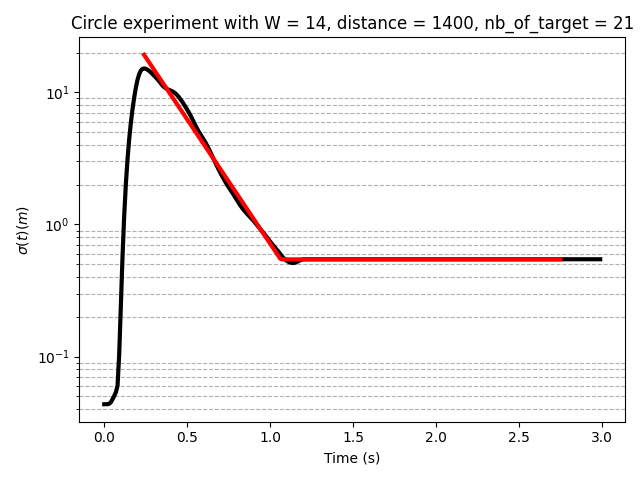 Circle experiment with W = 14, distance = 1400, nb_of_target = 21
σ(t)(m)
10¹
10⁰
10⁻¹
0.0 0.5 1.0 1.5 2.0 2.5 3.0
Time (s)